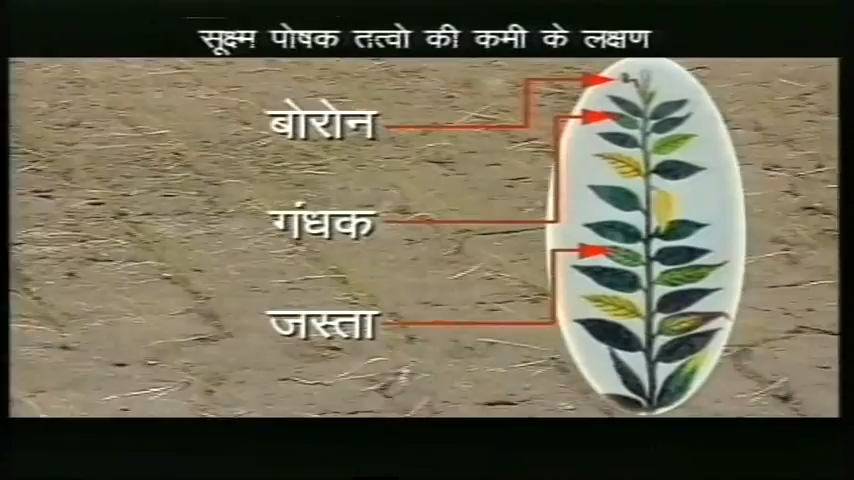 सूक्ष्म पोषक तत्वो की कमी के लक्षण
बोरोन
गंधक
जस्ता